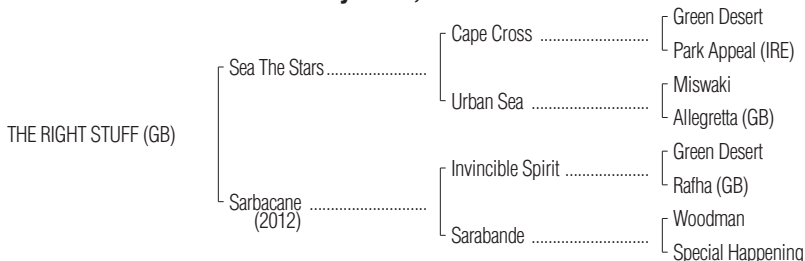 Green Desert
Cape Cross ....................
Park Appeal (IRE)
Sea The Stars ....................
Miswaki
Urban Sea ....................
Allegretta (GB)
THE RIGHT STUFF (GB)
Green Desert
Invincible Spirit ....................
Rafha (GB)
Sarbacane ....................
(2012)
Woodman
Sarabande ....................
Special Happening